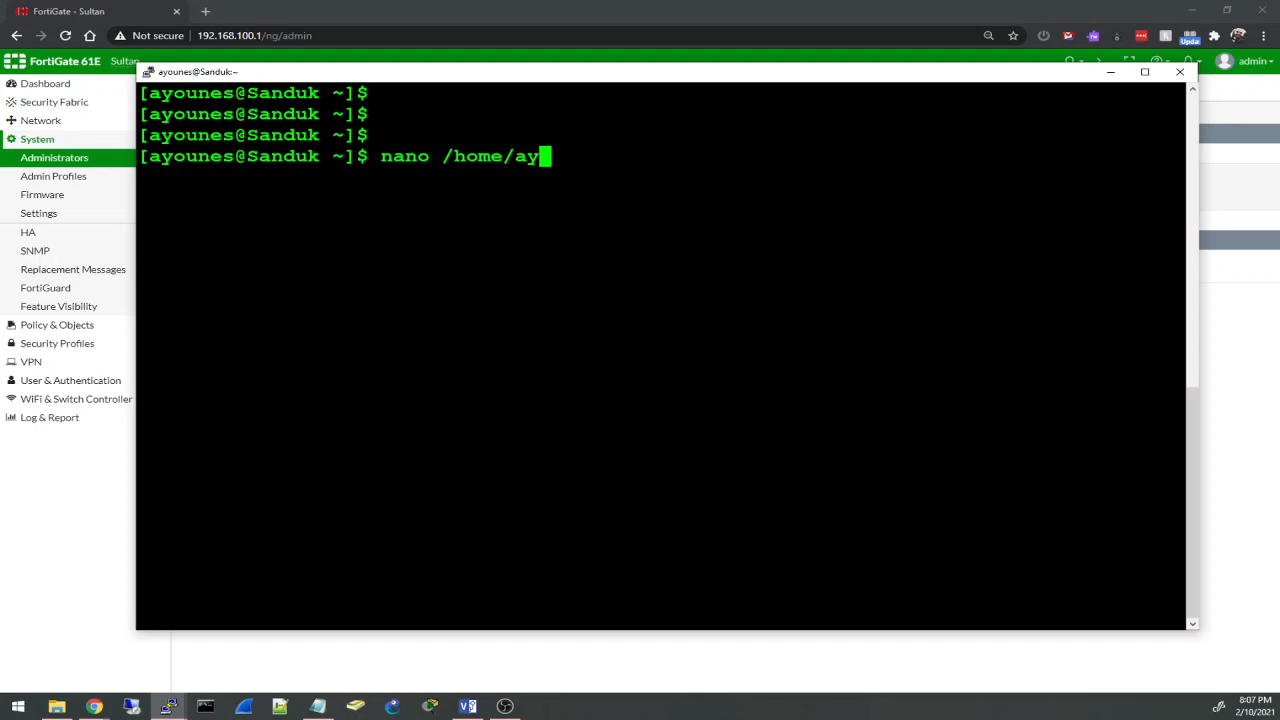 FortiGate - Sultan
Not secure
192.168.100.1/ng/admin
Upda
FortiGate 61E
Sultan
admin
ayounes@Sanduk:~
Dashboard
Security Fabric
Network
System
Administrators
Admin Profiles
Firmware
Settings
HA
SNMP
Replacement Messages
FortiGuard
Feature Visibility
Policy & Objects
Security Profiles
VPN
User & Authentication
WiFi & Switch Controller
Log & Report
[ayounes@Sanduk ~]$
[ayounes@Sanduk ~]$
[ayounes@Sanduk ~]$
[ayounes@Sanduk ~]$ nano /home/ay
8:07 PM
2/10/2021